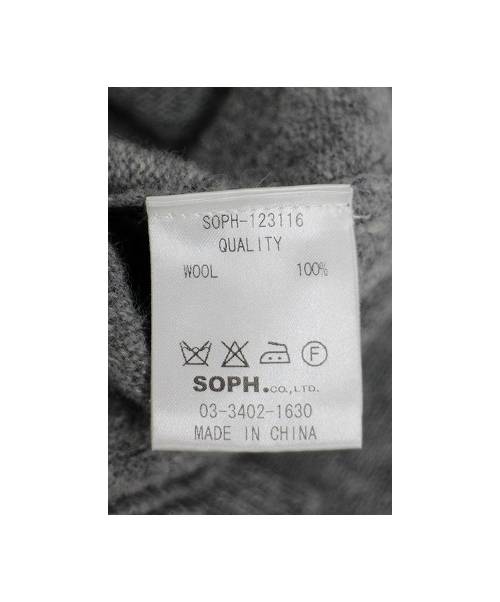 SOPH-123116
QUALITY
WOOL 100%
F
SOPH.CO.,LTD.
03-3402-1630
MADE IN CHINA